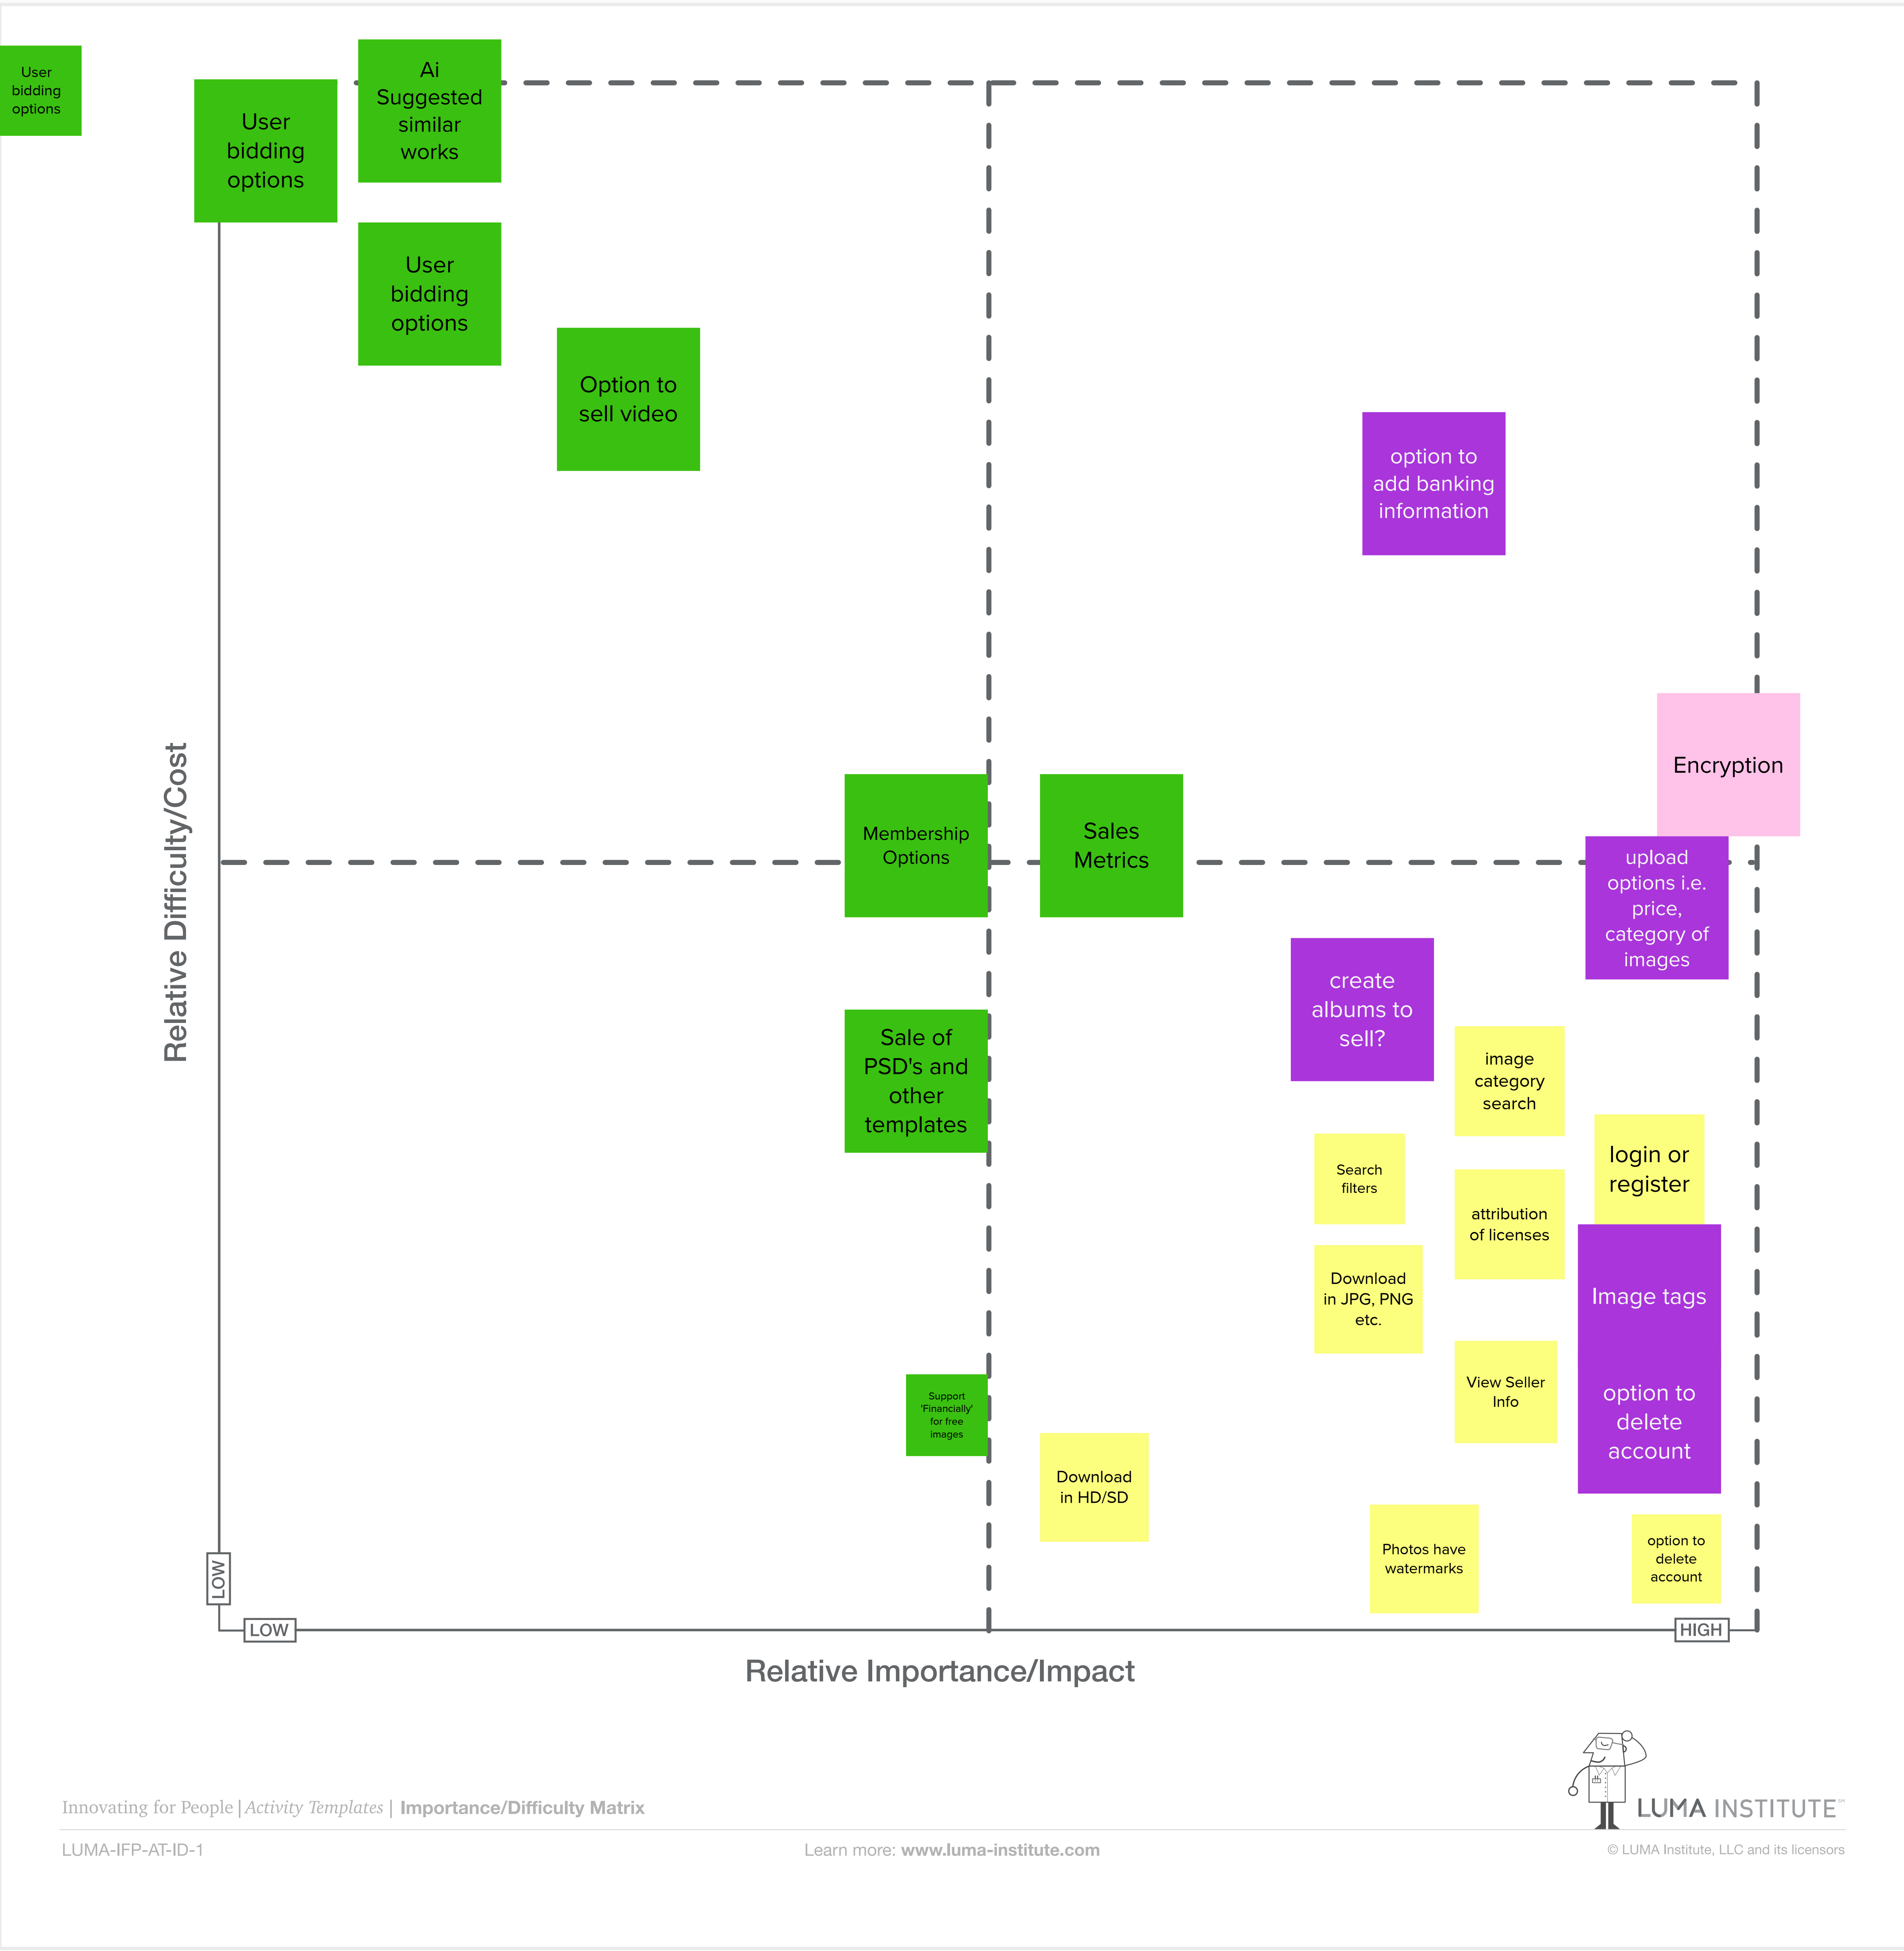 User
bidding
options
User
bidding
options
Ai
Suggested
similar
works
User
bidding
options
Option to
sell video
option to
add banking
information
Encryption
Relative Difficulty/Cost
Membership
Options
Sales
Metrics
upload
options i.e.
price,
category of
images
create
albums to
sell?
Sale of
PSD's and
other
templates
image
category
search
Search
filters
login or
register
attribution
of licenses
Download
in JPG, PNG
etc.
Image tags
View Seller
Info
option to
delete
account
Support
'Financially'
for free
images
Download
in HD/SD
Photos have
watermarks
option to
delete
account
LOW
LOW
HIGH
Relative Importance/Impact
Innovating for People | Activity Templates | Importance/Difficulty Matrix
LUMA INSTITUTE℠
LUMA-IFP-AT-ID-1
Learn more: www.luma-institute.com
© LUMA Institute, LLC and its licensors